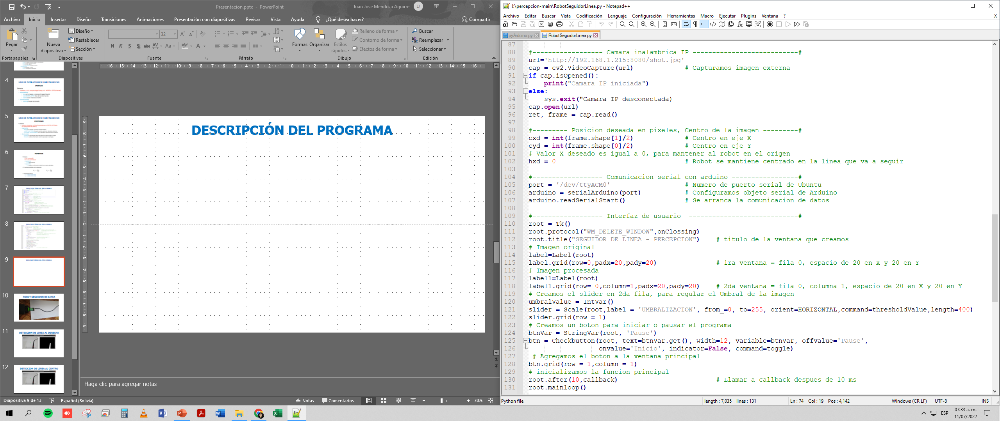 Presentacion.pptx - PowerPoint
Juan Jose Mendoza Aguirre
JJ
Archivo Inicio Insertar Diseño Transiciones Animaciones Presentación con diapositivas Revisar Vista Ayuda ¿Qué desea hacer? Compartir
Pegar
Portapapeles
Nueva diapositiva
Diseño
Restablecer
Sección
Diapositivas
32
N K S S abc AV Aa
Fuente
Párrafo
Formas Organizar Estilos rápidos
Relleno de forma
Contorno de forma
Efectos de forma
Dibujo
Buscar
Reemplazar
Seleccionar
Edición
16 15 14 13 12 11 10 9 8 7 6 5 4 3 2 1 0 1 2 3 4 5 6 7 8 9 10 11 12 13 14 15 16
4
USO DE OPERACIONES MORFOLOGICAS
APERTURA
5
USO DE OPERACIONES MORFOLOGICAS
CONTORNOS
6
MOMENTOS
7
DESCRIPCIÓN DEL PROGRAMA
8
DESCRIPCIÓN DEL PROGRAMA
9
DESCRIPCIÓN DEL PROGRAMA
10
ROBOT SEGUIDOR DE LINEA
11
DETECCION DE LINEA AL DERECHA
12
DETECCION DE LINEA AL CENTRO
9 8 7 6 5 4 3 2 1 0 1 2 3 4 5 6 7 8 9
DESCRIPCIÓN DEL PROGRAMA
Haga clic para agregar notas
Diapositiva 9 de 13 Español (Bolivia) Notas Comentarios 78%
J:\percepcion-main\RobotSeguidorLinea.py - Notepad++
Archivo Editar Buscar Vista Codificación Lenguaje Configuración Herramientas Macro Ejecutar Plugins Ventana ? X
pyArduino.py RobotSeguidorLinea.py
87
88 #------------------ Camara inalambrica IP ---------------------------#
89 url='http://192.168.1.215:8080/shot.jpg'
90 cap = cv2.VideoCapture(url) # Capturamos imagen externa
91 if cap.isOpened():
92 print("Camara IP iniciada")
93 else:
94 sys.exit("Camara IP desconectada)
95 cap.open(url)
96 ret, frame = cap.read()
97
98 #--------- Posicion deseada en pixeles, Centro de la imagen ---------#
99 cxd = int(frame.shape[1]/2) # Centro en eje X
100 cyd = int(frame.shape[0]/2) # Centro en eje Y
101 # Valor X deseado es igual a 0, para mantener al robot en el origen
102 hxd = 0 # Robot se mantiene centrado en la linea que va a seguir
103
104 #------------------ Comunicacion serial con arduino -----------------#
105 port = '/dev/ttyACM0' # Numero de puerto serial de Ubuntu
106 arduino = serialArduino(port) # Configuramos objeto serial de Arduino
107 arduino.readSerialStart() # Se arranca la comunicacion de datos
108
109 #------------------ Interfaz de usuario ----------------------------#
110 root = Tk()
111 root.protocol("WM_DELETE_WINDOW",onClossing)
112 root.title("SEGUIDOR DE LINEA - PERCEPCION") # titulo de la ventana que creamos
113 # Imagen original
114 label=Label(root)
115 label.grid(row=0,padx=20,pady=20) # 1ra ventana = fila 0, espacio de 20 en X y 20 en Y
116 # Imagen procesada
117 label1=Label(root)
118 label1.grid(row= 0,column=1,padx=20,pady=20) # 2da ventana = fila 0, columna 1, espacio de 20 en X y 20 en Y
119 # Creamos el slider en 2da fila, para regular el Umbral de la imagen
120 umbralValue = IntVar()
121 slider = Scale(root,label = 'UMBRALIZACION', from_=0, to=255, orient=HORIZONTAL,command=thresholdValue,length=400)
122 slider.grid(row = 1)
123 # Creamos un boton para iniciar o pausar el programa
124 btnVar = StringVar(root, 'Pause')
125 btn = Checkbutton(root, text=btnVar.get(), width=12, variable=btnVar, offvalue='Pause',
126 onvalue='Inicio', indicator=False, command=toggle)
127 # Agregamos el boton a la ventana principal
128 btn.grid(row = 1,column = 1)
129 # inicializamos la funcion principal
130 root.after(10,callback) # Llamar a callback despues de 10 ms
131 root.mainloop()
Python file length : 7,035 lines : 131 Ln : 74 Col : 19 Pos : 4,142 Windows (CR LF) UTF-8 INS
ESP
07:33 a. m.
11/07/2022